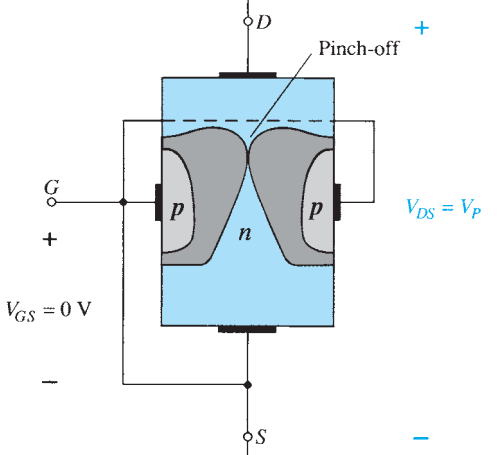 D
+
Pinch-off
G
p
p
n
V_DS = V_P
+
V_GS = 0 V
−
S
−